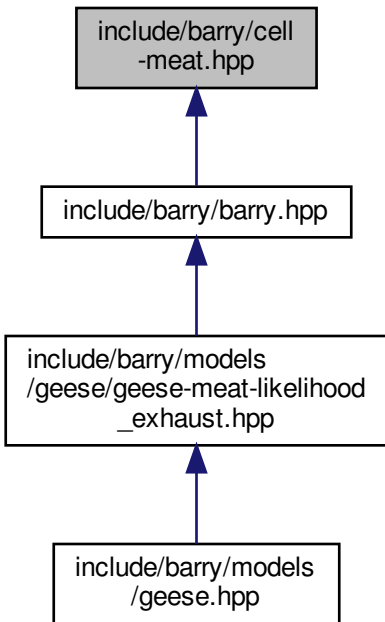 include/barry/cell
-meat.hpp
include/barry/barry.hpp
include/barry/models
/geese/geese-meat-likelihood
_exhaust.hpp
include/barry/models
/geese.hpp